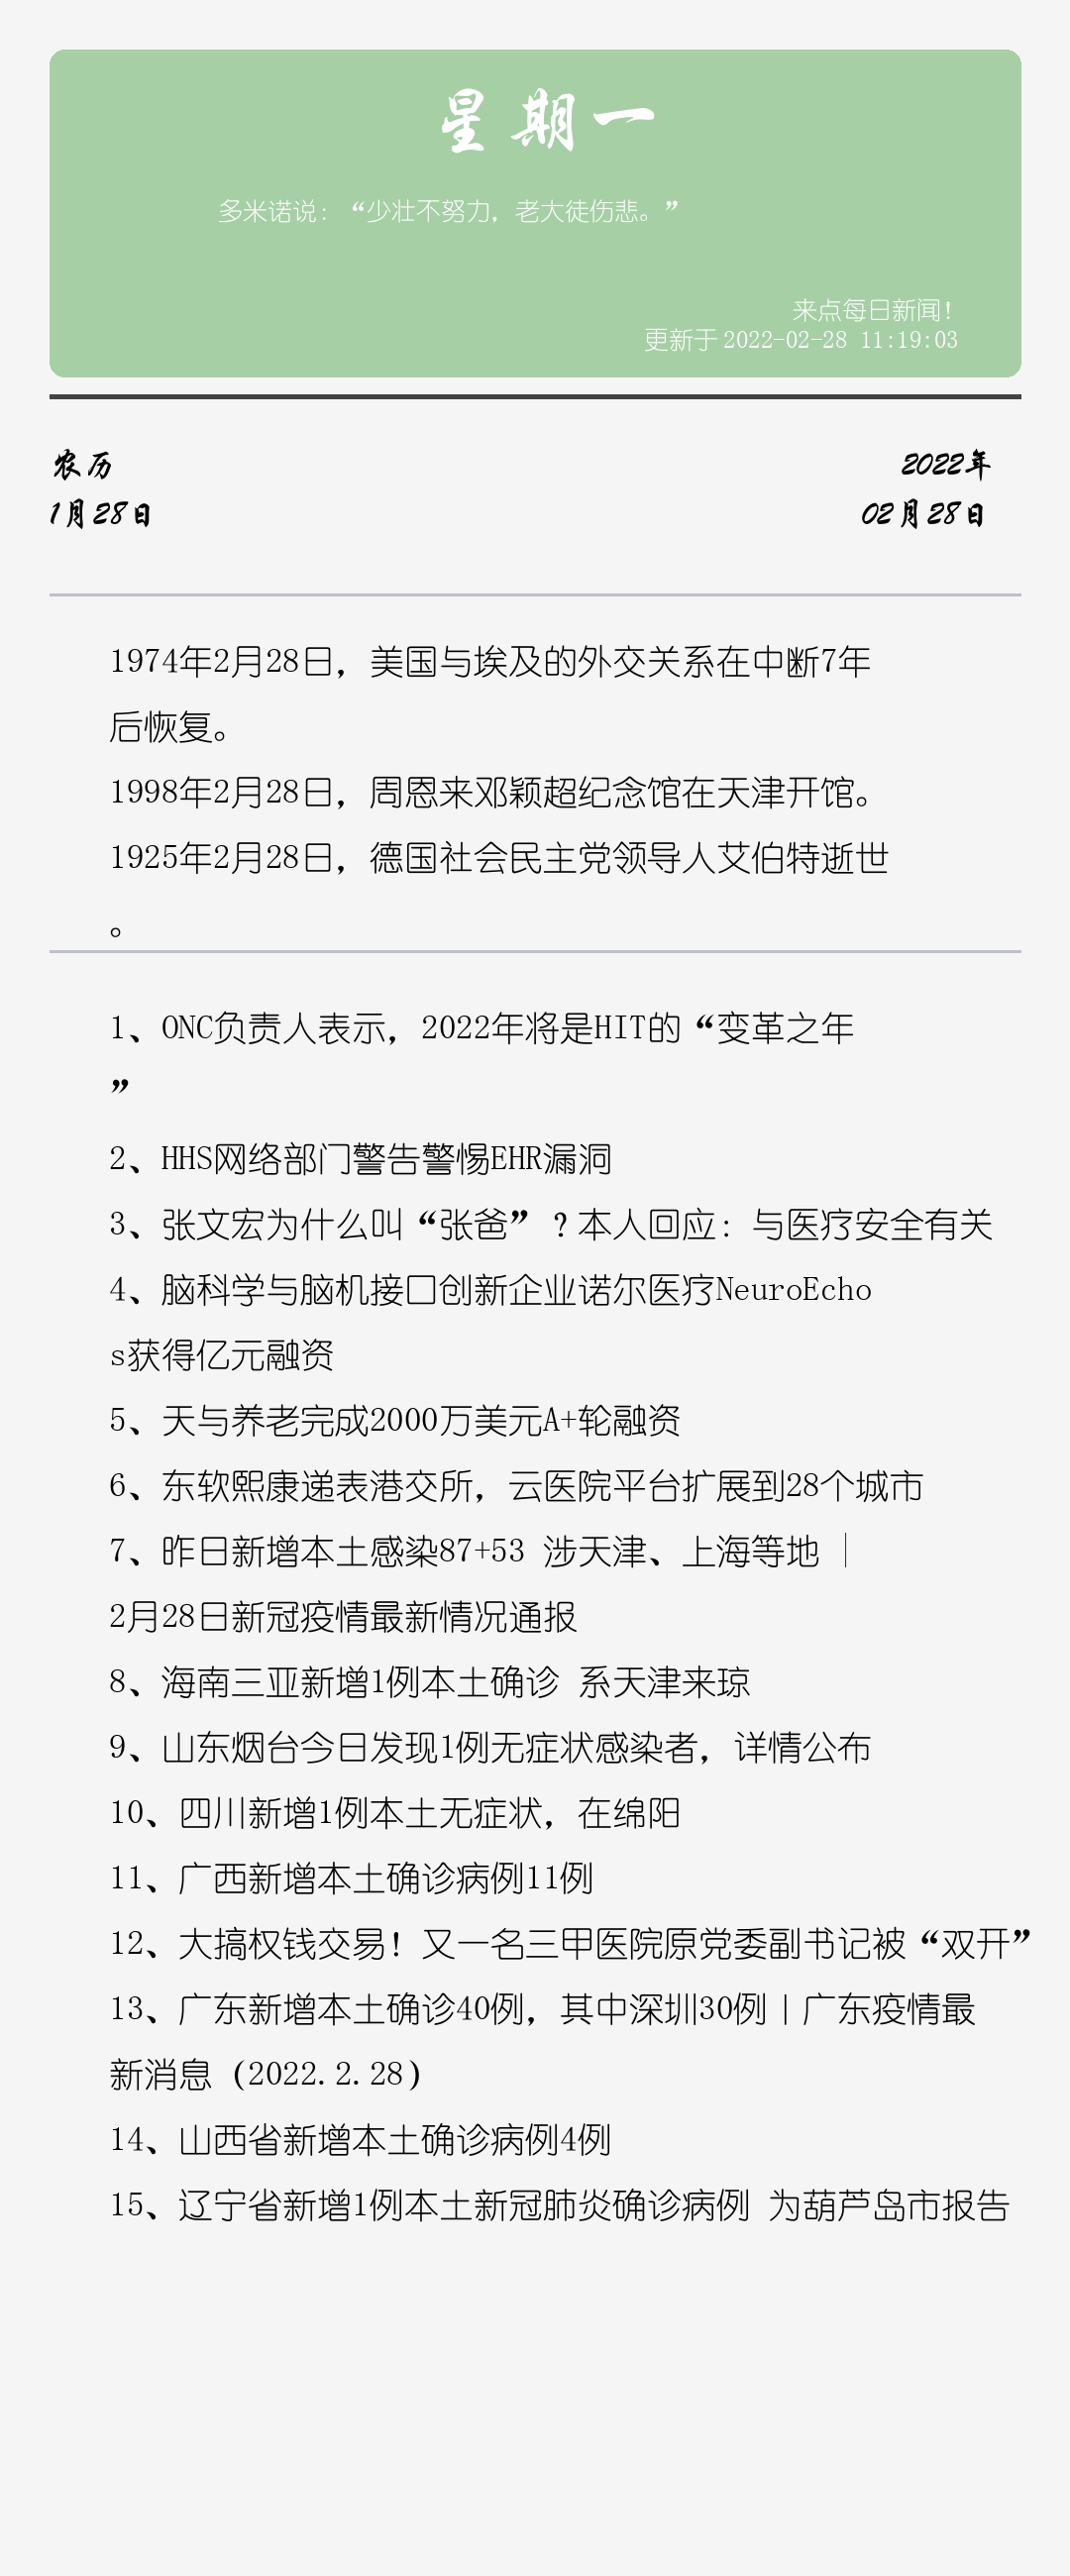 星期一
多米诺说：“少壮不努力，老大徒伤悲。”
来点每日新闻！
更新于 2022-02-28 11:19:03
农历
2022年
1月28日
02月28日
1974年2月28日，美国与埃及的外交关系在中断7年
后恢复。
1998年2月28日，周恩来邓颖超纪念馆在天津开馆。
1925年2月28日，德国社会民主党领导人艾伯特逝世
。
1、ONC负责人表示，2022年将是HIT的“变革之年
”
2、HHS网络部门警告警惕EHR漏洞
3、张文宏为什么叫“张爸”？本人回应：与医疗安全有关
4、脑科学与脑机接口创新企业诺尔医疗NeuroEcho
s获得亿元融资
5、天与养老完成2000万美元A+轮融资
6、东软熙康递表港交所，云医院平台扩展到28个城市
7、昨日新增本土感染87+53 涉天津、上海等地 |
2月28日新冠疫情最新情况通报
8、海南三亚新增1例本土确诊 系天津来琼
9、山东烟台今日发现1例无症状感染者，详情公布
10、四川新增1例本土无症状，在绵阳
11、广西新增本土确诊病例11例
12、大搞权钱交易！又一名三甲医院原党委副书记被“双开”
13、广东新增本土确诊40例，其中深圳30例丨广东疫情最
新消息（2022.2.28）
14、山西省新增本土确诊病例4例
15、辽宁省新增1例本土新冠肺炎确诊病例 为葫芦岛市报告